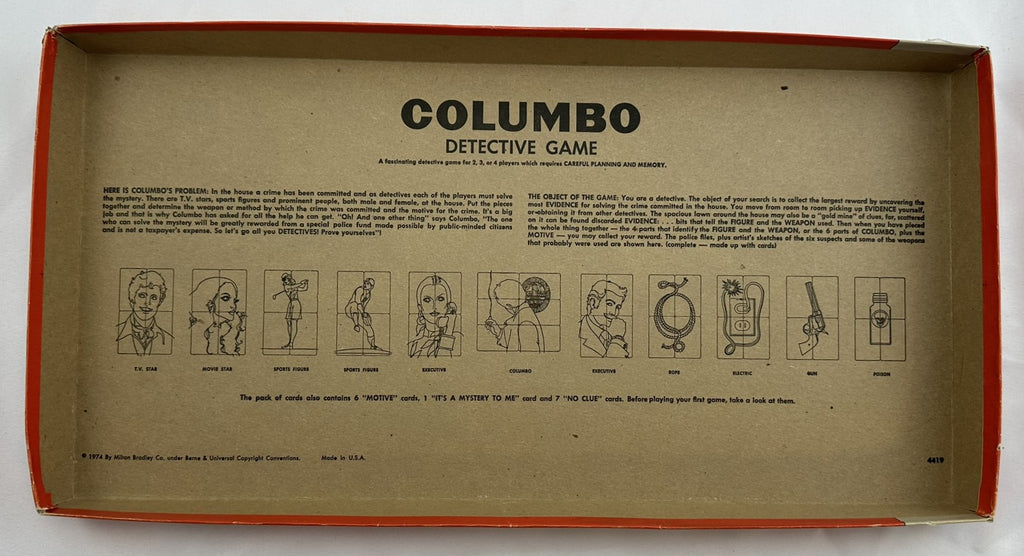 COLUMBO
DETECTIVE GAME
A fascinating detective game for 2, 3, or 4 players which requires CAREFUL PLANNING AND MEMORY.
HERE IS COLUMBO'S PROBLEM: In the house a crime has been committed and as detectives each of the players must solve
the mystery. There are T.V. stars, sports figures and prominent people, both male and female, at the house. Put the pieces
together and determine the weapon or method by which the crime was committed and the motive for the crime. It's a big
job and that is why Columbo has asked for all the help he can get. "Oh! And one other thing" says Columbo, "The one
who can solve the mystery will be greatly rewarded from a special police fund made possible by public-minded citizens
and is not a taxpayer's expense. So let's go all you DETECTIVES! Prove yourselves"!)
THE OBJECT OF THE GAME: You are a detective. The object of your search is to collect the largest reward by uncovering the
most EVIDENCE for solving the crime committed in the house. You move from room to room picking up EVIDENCE yourself,
or obtaining it from other detectives. The spacious lawn around the house may also be a "gold mine" of clues, for, scattered
on it can be found discarded EVIDENCE: . . . bits that tell the FIGURE and the WEAPON used. Then when you have pieced
the whole thing together — the 4-parts that identify the FIGURE and the WEAPON, or the 6 parts of COLUMBO, plus the
MOTIVE — you may collect your reward. The police files, plus artist's sketches of the six suspects and some of the weapons
that probably were used are shown here. (complete — made up with cards)
T.V. STAR
MOVIE STAR
SPORTS FIGURE
SPORTS FIGURE
EXECUTIVE
COLUMBO
EXECUTIVE
ROPE
ELECTRIC
GUN
POISON
The pack of cards also contains 6 "MOTIVE" cards, 1 "IT'S A MYSTERY TO ME" card and 7 "NO CLUE" cards. Before playing your first game, take a look at them.
© 1974 By Milton Bradley Co. under Berne & Universal Copyright Conventions. Made in U.S.A.
4419